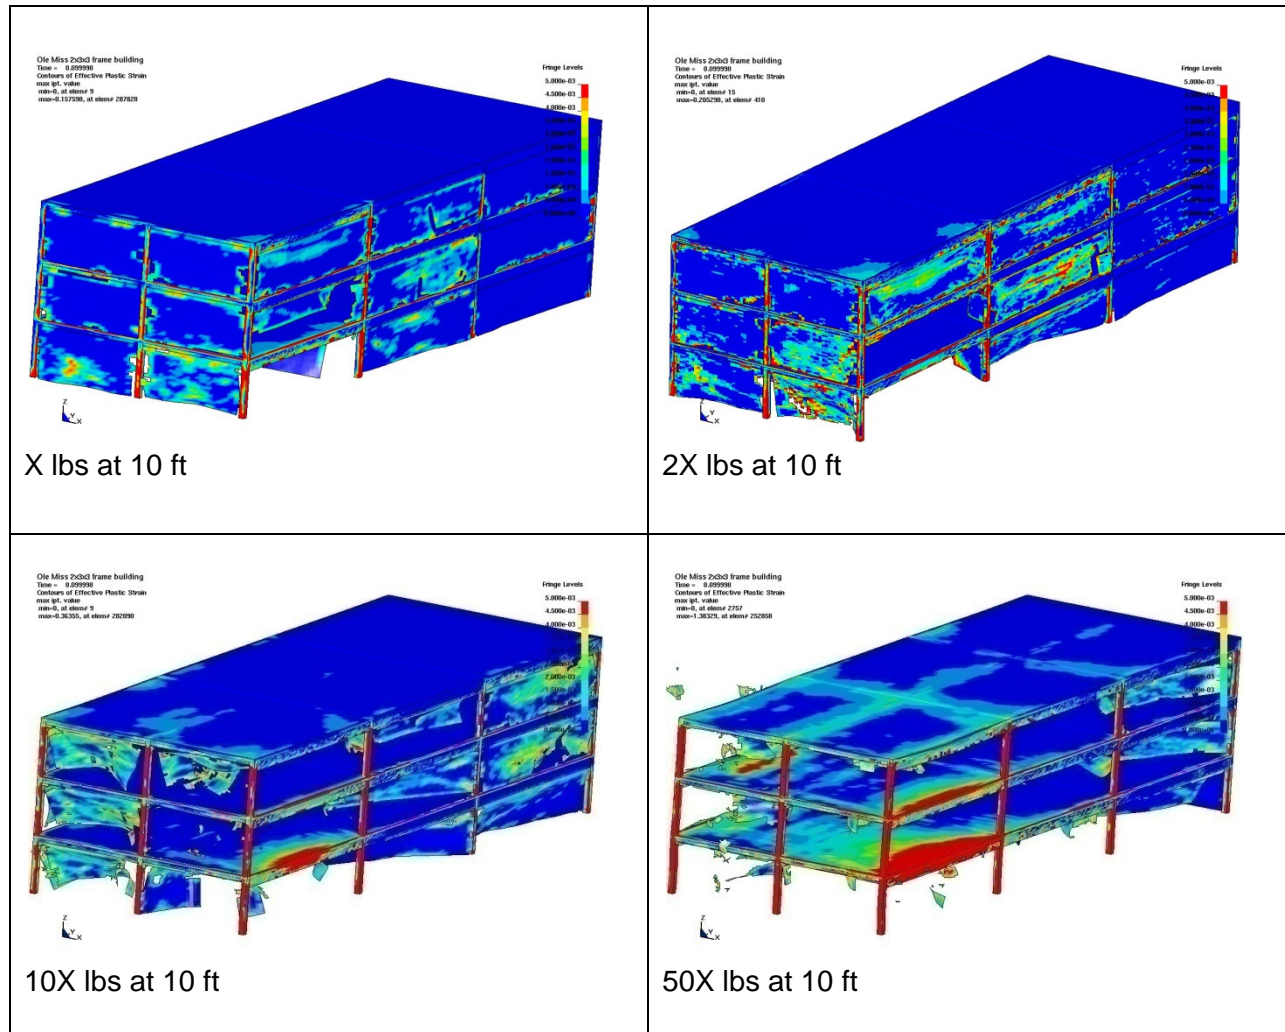 Ole Miss 2x3x3 frame building
Time = 0.099998
Contours of Effective Plastic Strain
max ipt. value
min=0, at elem# 9
max=0.157598, at elem# 287828
Fringe Levels
5.000e-03
4.500e-03
4.000e-03
Z
Y
X
X lbs at 10 ft
Ole Miss 2x3x3 frame building
Time = 0.099998
Contours of Effective Plastic Strain
max ipt. value
min=0, at elem# 15
max=0.205298, at elem# 410
Fringe Levels
5.000e-03
Z
Y
X
2X lbs at 10 ft
Ole Miss 2x3x3 frame building
Time = 0.099998
Contours of Effective Plastic Strain
max ipt. value
min=0, at elem# 9
max=0.36355, at elem# 282090
Fringe Levels
5.000e-03
4.500e-03
4.000e-03
2.000e-03
Z
Y
X
10X lbs at 10 ft
Ole Miss 2x3x3 frame building
Time = 0.099998
Contours of Effective Plastic Strain
max ipt. value
min=0, at elem# 2757
max=1.38329, at elem# 252050
Fringe Levels
5.000e-03
4.500e-03
4.000e-03
Z
Y
X
50X lbs at 10 ft